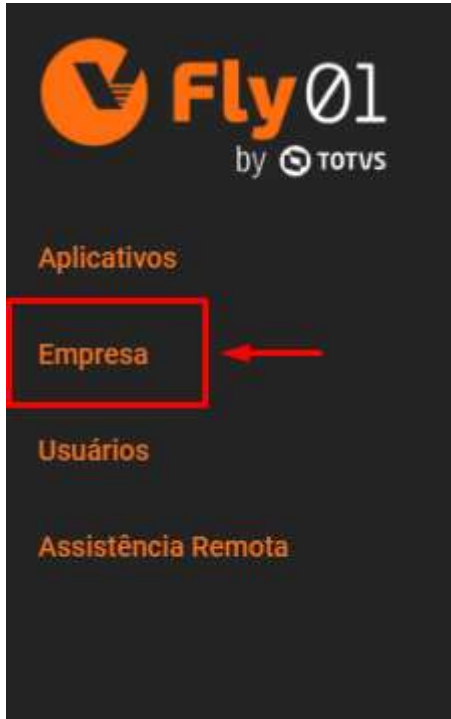 Fly01
by TOTVS
Aplicativos
Empresa
Usuários
Assistência Remota